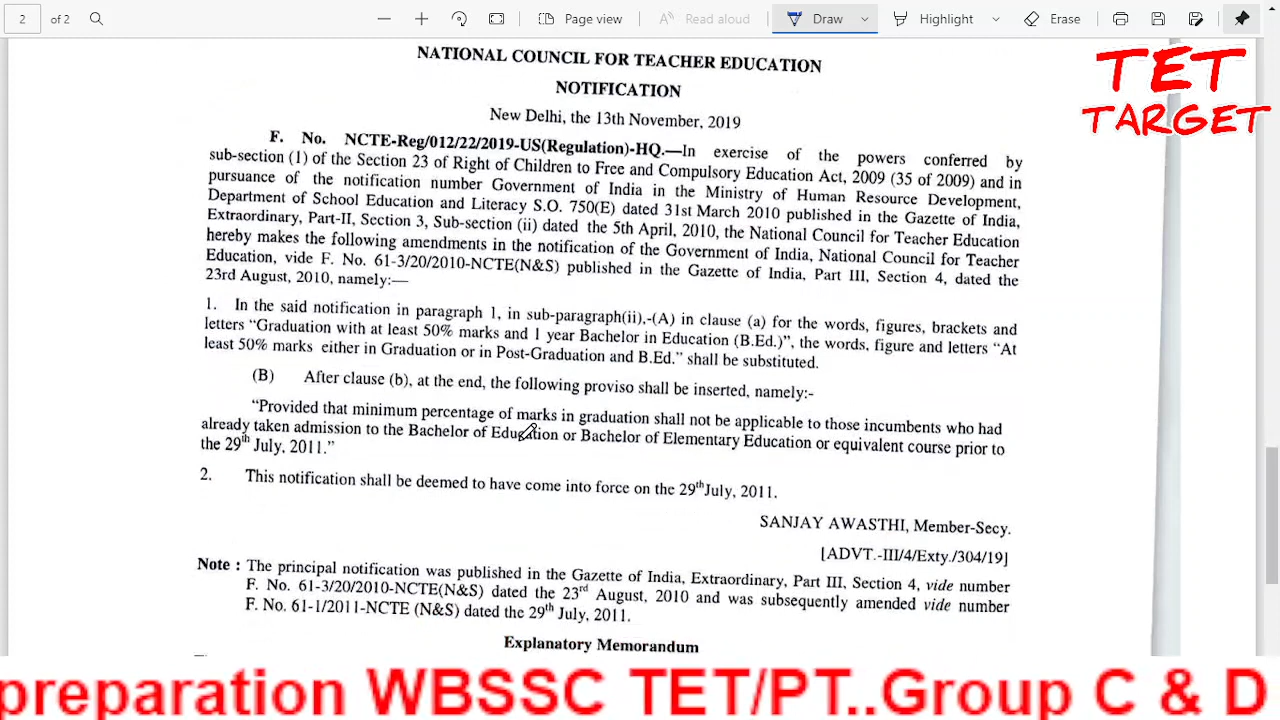 2 of 2 Page view Read aloud Draw Highlight Erase
TET
TARGET
NATIONAL COUNCIL FOR TEACHER EDUCATION
NOTIFICATION
New Delhi, the 13th November, 2019
F. No. NCTE-Reg/012/22/2019-US(Regulation)-HQ.—In exercise of the powers conferred by
sub-section (1) of the Section 23 of Right of Children to Free and Compulsory Education Act, 2009 (35 of 2009) and in
pursuance of the notification number Government of India in the Ministry of Human Resource Development,
Department of School Education and Literacy S.O. 750(E) dated 31st March 2010 published in the Gazette of India,
Extraordinary, Part-II, Section 3, Sub-section (ii) dated the 5th April, 2010, the National Council for Teacher Education
hereby makes the following amendments in the notification of the Government of India, National Council for Teacher
Education, vide F. No. 61-3/20/2010-NCTE(N&S) published in the Gazette of India, Part III, Section 4, dated the
23rd August, 2010, namely:—
1. In the said notification in paragraph 1, in sub-paragraph(ii),-(A) in clause (a) for the words, figures, brackets and
letters “Graduation with at least 50% marks and 1 year Bachelor in Education (B.Ed.)”, the words, figure and letters “At
least 50% marks either in Graduation or in Post-Graduation and B.Ed.” shall be substituted.
(B) After clause (b), at the end, the following proviso shall be inserted, namely:-
“Provided that minimum percentage of marks in graduation shall not be applicable to those incumbents who had
already taken admission to the Bachelor of Education or Bachelor of Elementary Education or equivalent course prior to
the 29th July, 2011.”
2. This notification shall be deemed to have come into force on the 29th July, 2011.
SANJAY AWASTHI, Member-Secy.
[ADVT.-III/4/Exty./304/19]
Note : The principal notification was published in the Gazette of India, Extraordinary, Part III, Section 4, vide number
F. No. 61-3/20/2010-NCTE(N&S) dated the 23rd August, 2010 and was subsequently amended vide number
F. No. 61-1/2011-NCTE (N&S) dated the 29th July, 2011.
Explanatory Memorandum
preparation WBSSC TET/PT..Group C & D